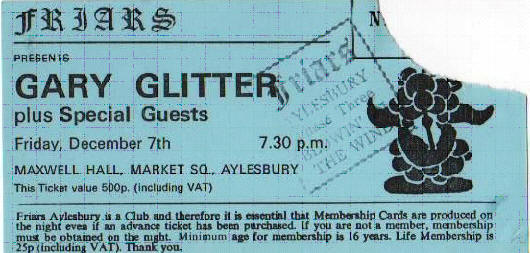 FRIARS
N
PRESENTS
GARY GLITTER
plus Special Guests
Friday, December 7th 7.30 p.m.
MAXWELL HALL, MARKET SQ., AYLESBURY
This Ticket value 500p. (including VAT)
Friars
AYLESBURY
These Three
BLOWIN'
THE WIND
Friars Aylesbury is a Club and therefore it is essential that Membership Cards are produced on
the night even if an advance ticket has been purchased. If you are not a member, membership
must be obtained on the night. Minimum age for membership is 16 years. Life Membership is
25p (including VAT). Thank you.